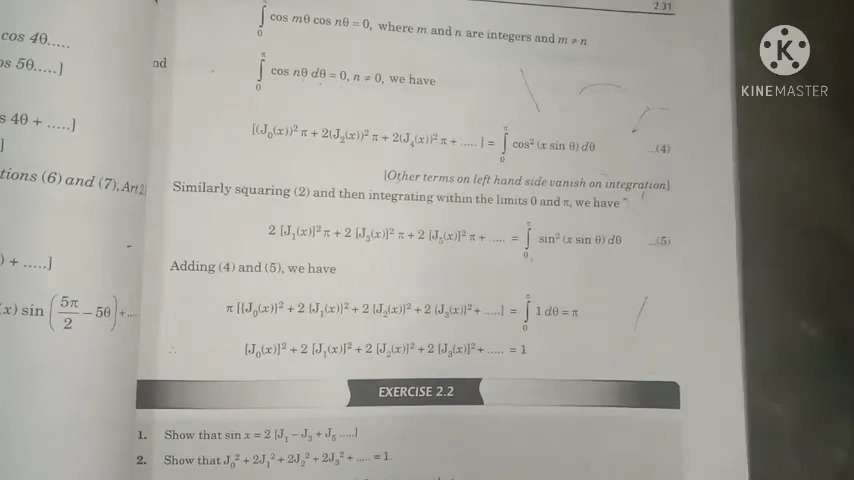 2.31
cos 4θ.....
os 5θ.....]
s 4θ + .....]
]
tions (6) and (7), Art 2
) + .....]
(x) sin (5π/2 − 5θ) + ....
∫₀^π cos mθ cos nθ = 0, where m and n are integers and m ≠ n
nd
∫₀^π cos nθ dθ = 0, n ≠ 0, we have
[(J₀(x))² π + 2(J₂(x))² π + 2(J₄(x))² π + ..... ] = ∫₀^π cos² (x sin θ) dθ ...(4)
[Other terms on left hand side vanish on integration]
Similarly squaring (2) and then integrating within the limits 0 and π, we have
2 [J₁(x)]² π + 2 [J₃(x)]² π + 2 [J₅(x)]² π + ...... = ∫₀^π sin² (x sin θ) dθ ...(5)
Adding (4) and (5), we have
π [{J₀(x)]² + 2 [J₁(x)]² + 2 [J₂(x)]² + 2 [J₃(x)]² + .....] = ∫₀^π 1 dθ = π
∴ [J₀(x)]² + 2 [J₁(x)]² + 2 [J₂(x)]² + 2 [J₃(x)]² + ...... = 1
EXERCISE 2.2
1. Show that sin x = 2 [J₁ − J₃ + J₅ .....]
2. Show that J₀² + 2J₁² + 2J₂² + 2J₃² + ..... = 1.
K
KINEMASTER